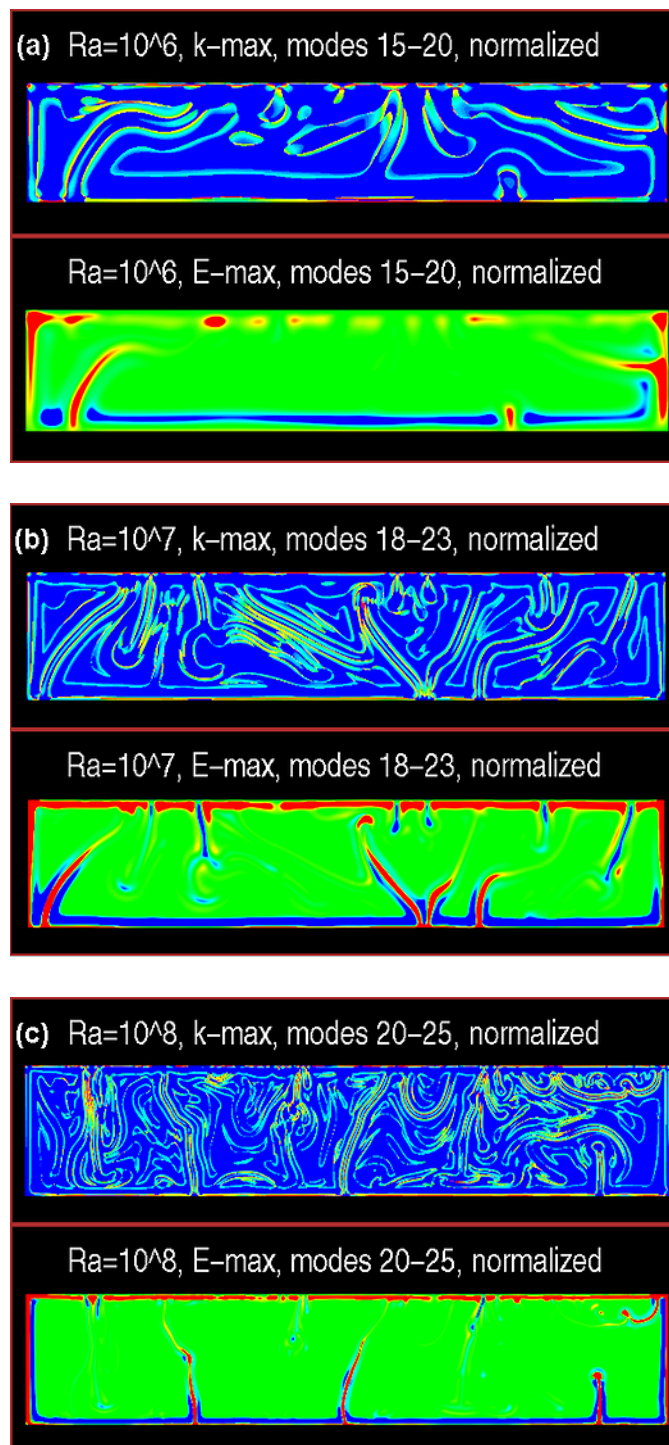 (a) Ra=10^6, k-max, modes 15-20, normalized
Ra=10^6, E-max, modes 15-20, normalized
(b) Ra=10^7, k-max, modes 18-23, normalized
Ra=10^7, E-max, modes 18-23, normalized
(c) Ra=10^8, k-max, modes 20-25, normalized
Ra=10^8, E-max, modes 20-25, normalized